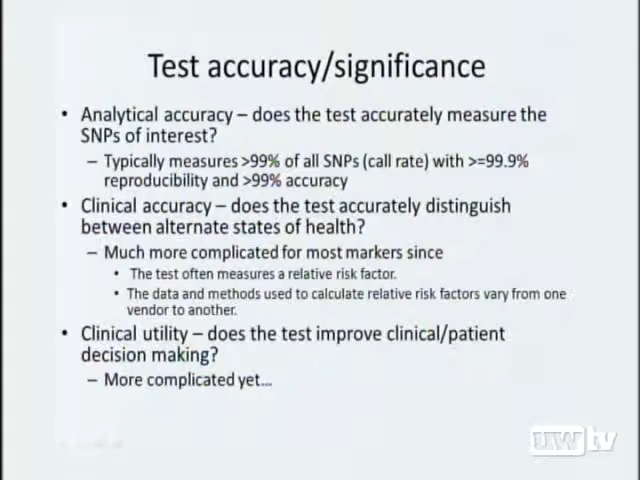 Test accuracy/significance
• Analytical accuracy – does the test accurately measure the
SNPs of interest?
– Typically measures >99% of all SNPs (call rate) with >=99.9%
reproducibility and >99% accuracy
• Clinical accuracy – does the test accurately distinguish
between alternate states of health?
– Much more complicated for most markers since
• The test often measures a relative risk factor.
• The data and methods used to calculate relative risk factors vary from one
vendor to another.
• Clinical utility – does the test improve clinical/patient
decision making?
– More complicated yet...
uw tv